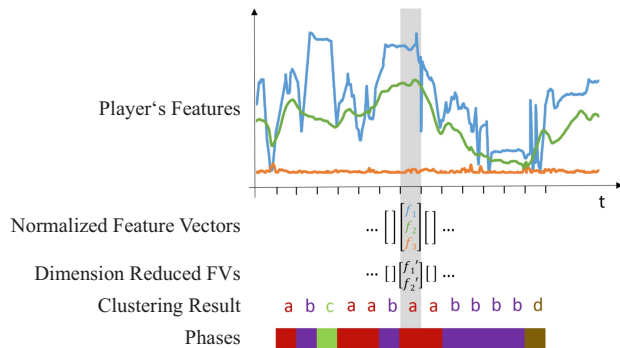 Player‘s Features
t
Normalized Feature Vectors ... [ ] [f₁ f₂ f₃] [ ] ...
Dimension Reduced FVs ... [ ] [f₁′ f₂′] [ ] ...
Clustering Result a b c a a b a a b b b b d
Phases